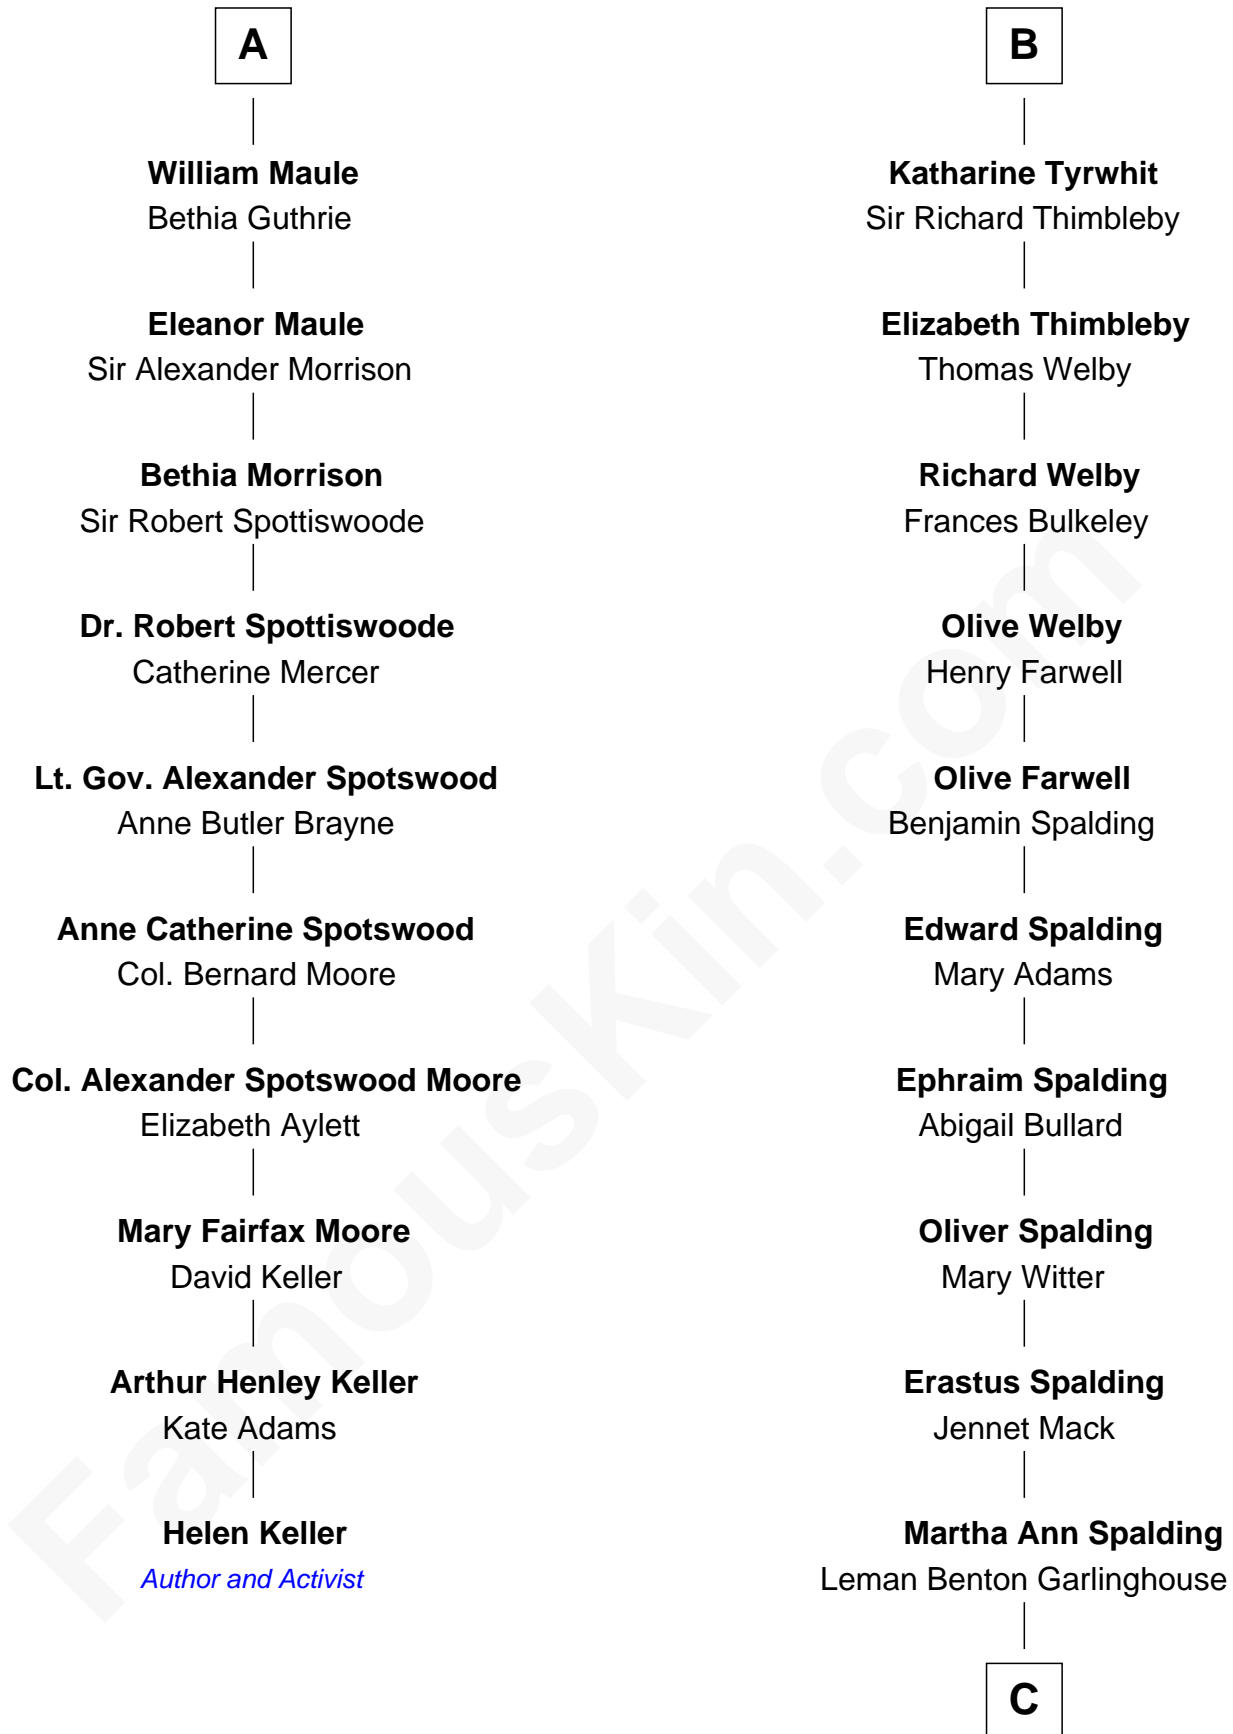 A
William Maule
Bethia Guthrie
Eleanor Maule
Sir Alexander Morrison
Bethia Morrison
Sir Robert Spottiswoode
Dr. Robert Spottiswoode
Catherine Mercer
Lt. Gov. Alexander Spotswood
Anne Butler Brayne
Anne Catherine Spotswood
Col. Bernard Moore
Col. Alexander Spotswood Moore
Elizabeth Aylett
Mary Fairfax Moore
David Keller
Arthur Henley Keller
Kate Adams
Helen Keller
Author and Activist
B
Katharine Tyrwhit
Sir Richard Thimbleby
Elizabeth Thimbleby
Thomas Welby
Richard Welby
Frances Bulkeley
Olive Welby
Henry Farwell
Olive Farwell
Benjamin Spalding
Edward Spalding
Mary Adams
Ephraim Spalding
Abigail Bullard
Oliver Spalding
Mary Witter
Erastus Spalding
Jennet Mack
Martha Ann Spalding
Leman Benton Garlinghouse
C
FamousKin.com